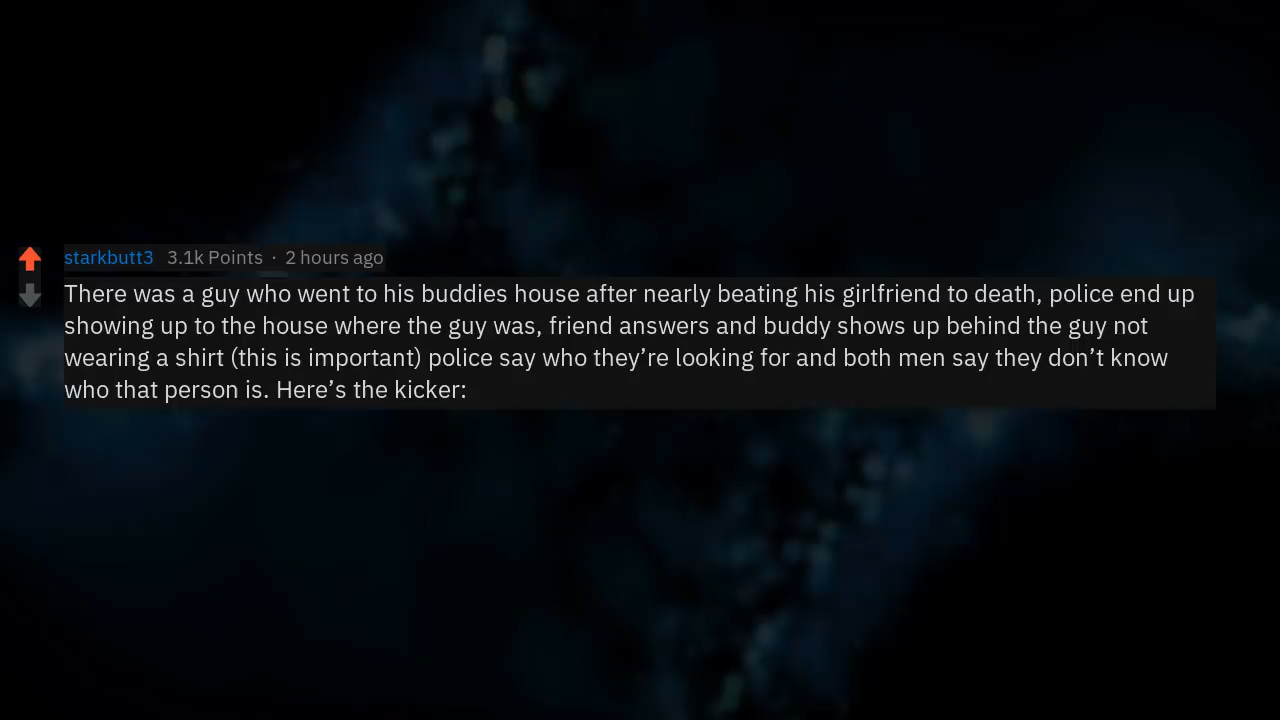 starkbutt3 3.1k Points · 2 hours ago
There was a guy who went to his buddies house after nearly beating his girlfriend to death, police end up
showing up to the house where the guy was, friend answers and buddy shows up behind the guy not
wearing a shirt (this is important) police say who they’re looking for and both men say they don’t know
who that person is. Here’s the kicker: